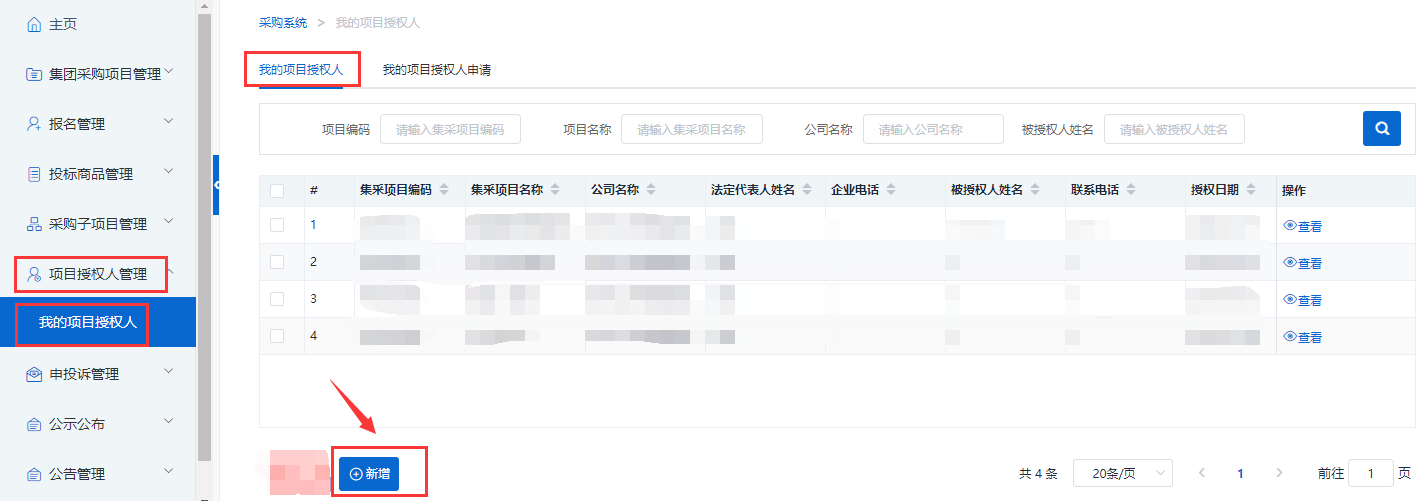 主页
集团采购项目管理
报名管理
投标商品管理
采购子项目管理
项目授权人管理
我的项目授权人
申投诉管理
公示公布
公告管理
采购系统 > 我的项目授权人
我的项目授权人 我的项目授权人申请
项目编码 请输入集采项目编码 项目名称 请输入集采项目名称 公司名称 请输入公司名称 被授权人姓名 请输入被授权人姓名
# 集采项目编码 集采项目名称 公司名称 法定代表人姓名 企业电话 被授权人姓名 联系电话 授权日期 操作
1 查看
2 查看
3 查看
4 查看
新增 共 4 条 20条/页 1 前往 1 页